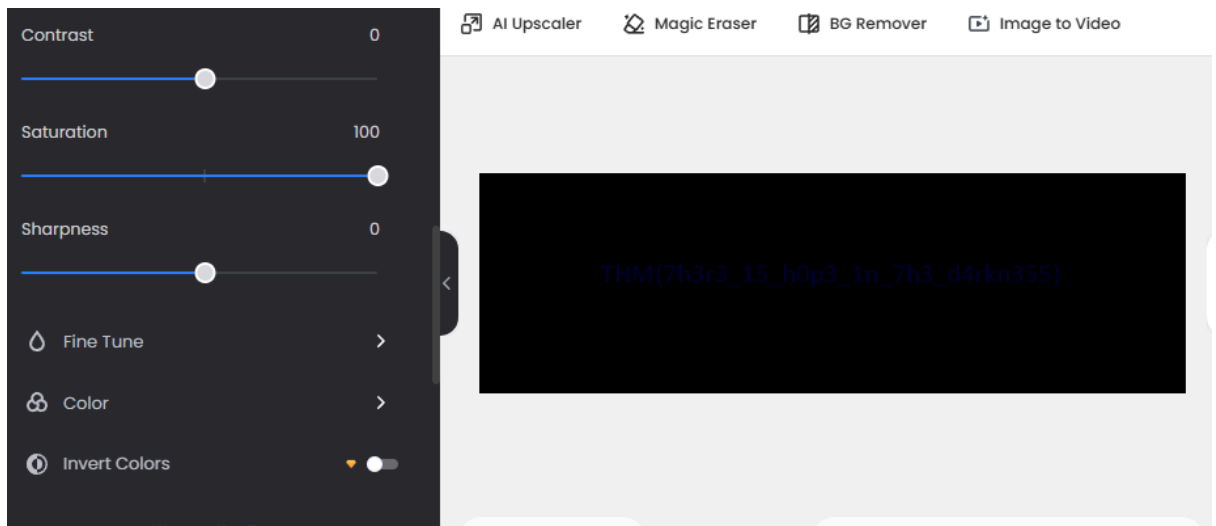 Contrast 0
Saturation 100
Sharpness 0
Fine Tune
Color
Invert Colors
AI Upscaler Magic Eraser BG Remover Image to Video
THM{7h3r3_15_h0p3_1n_7h3_d4rkn355}